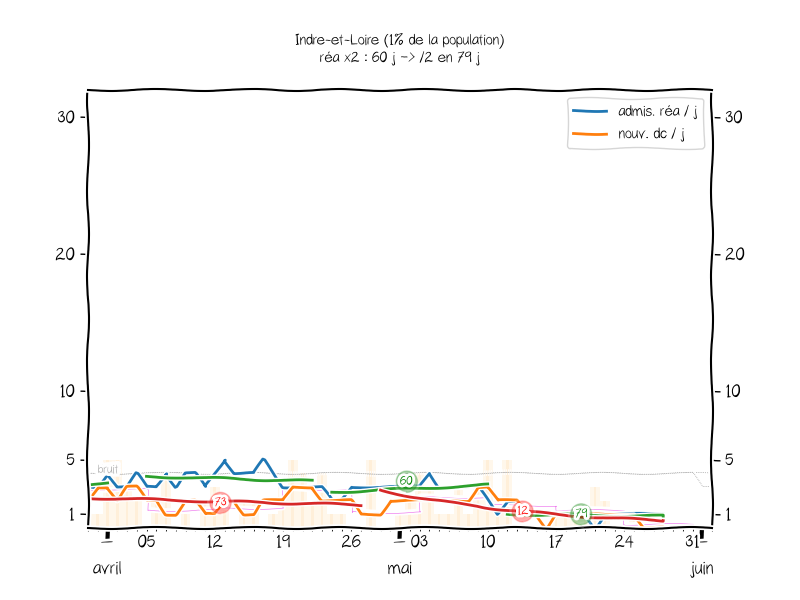 Indre-et-Loire (1% de la population)
réa x2 : 60 j -> /2 en 79 j
admis. réa / j
nouv. dc / j
30
30
20
20
10
10
5
5
1
1
bruit
73
60
12
79
05
12
19
26
03
10
17
24
31
avril
mai
juin